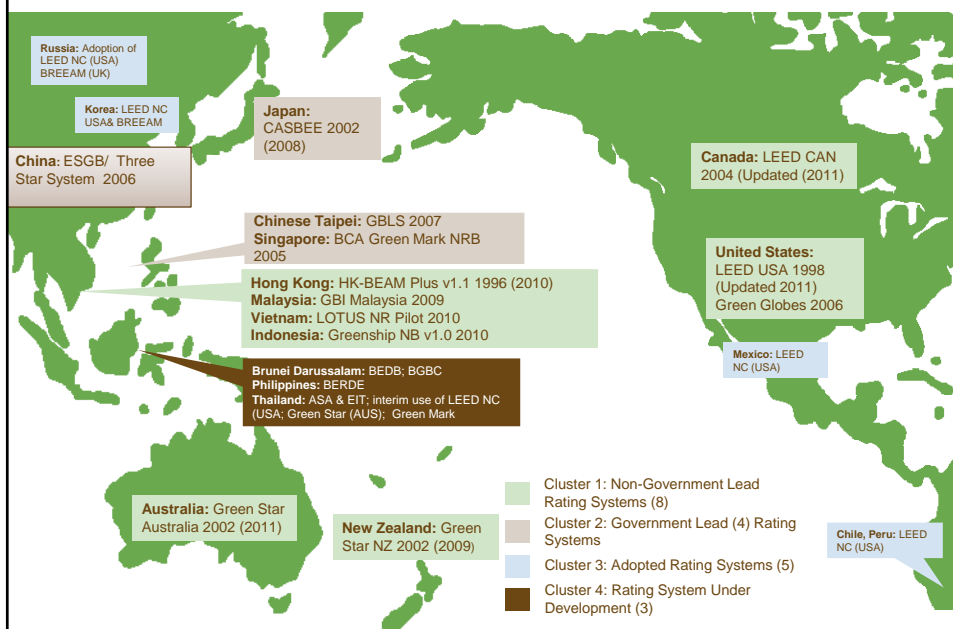 Russia: Adoption of
LEED NC (USA)
BREEAM (UK)
Korea: LEED NC
USA& BREEAM
Japan:
CASBEE 2002
(2008)
China: ESGB/ Three
Star System 2006
Canada: LEED CAN
2004 (Updated (2011)
Chinese Taipei: GBLS 2007
Singapore: BCA Green Mark NRB
2005
United States:
LEED USA 1998
(Updated 2011)
Green Globes 2006
Hong Kong: HK-BEAM Plus v1.1 1996 (2010)
Malaysia: GBI Malaysia 2009
Vietnam: LOTUS NR Pilot 2010
Indonesia: Greenship NB v1.0 2010
Mexico: LEED
NC (USA)
Brunei Darussalam: BEDB; BGBC
Philippines: BERDE
Thailand: ASA & EIT; interim use of LEED NC
(USA; Green Star (AUS); Green Mark
Australia: Green Star
Australia 2002 (2011)
New Zealand: Green
Star NZ 2002 (2009)
Cluster 1: Non-Government Lead
Rating Systems (8)
Cluster 2: Government Lead (4) Rating
Systems
Cluster 3: Adopted Rating Systems (5)
Cluster 4: Rating System Under
Development (3)
Chile, Peru: LEED
NC (USA)